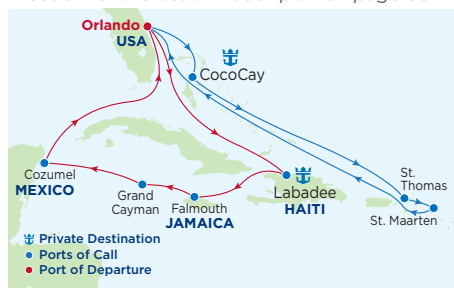 Orlando
USA
CocoCay
St.
Thomas
St. Maarten
Labadee
HAITI
Cozumel
MEXICO
Grand
Cayman
Falmouth
JAMAICA
Private Destination
Ports of Call
Port of Departure